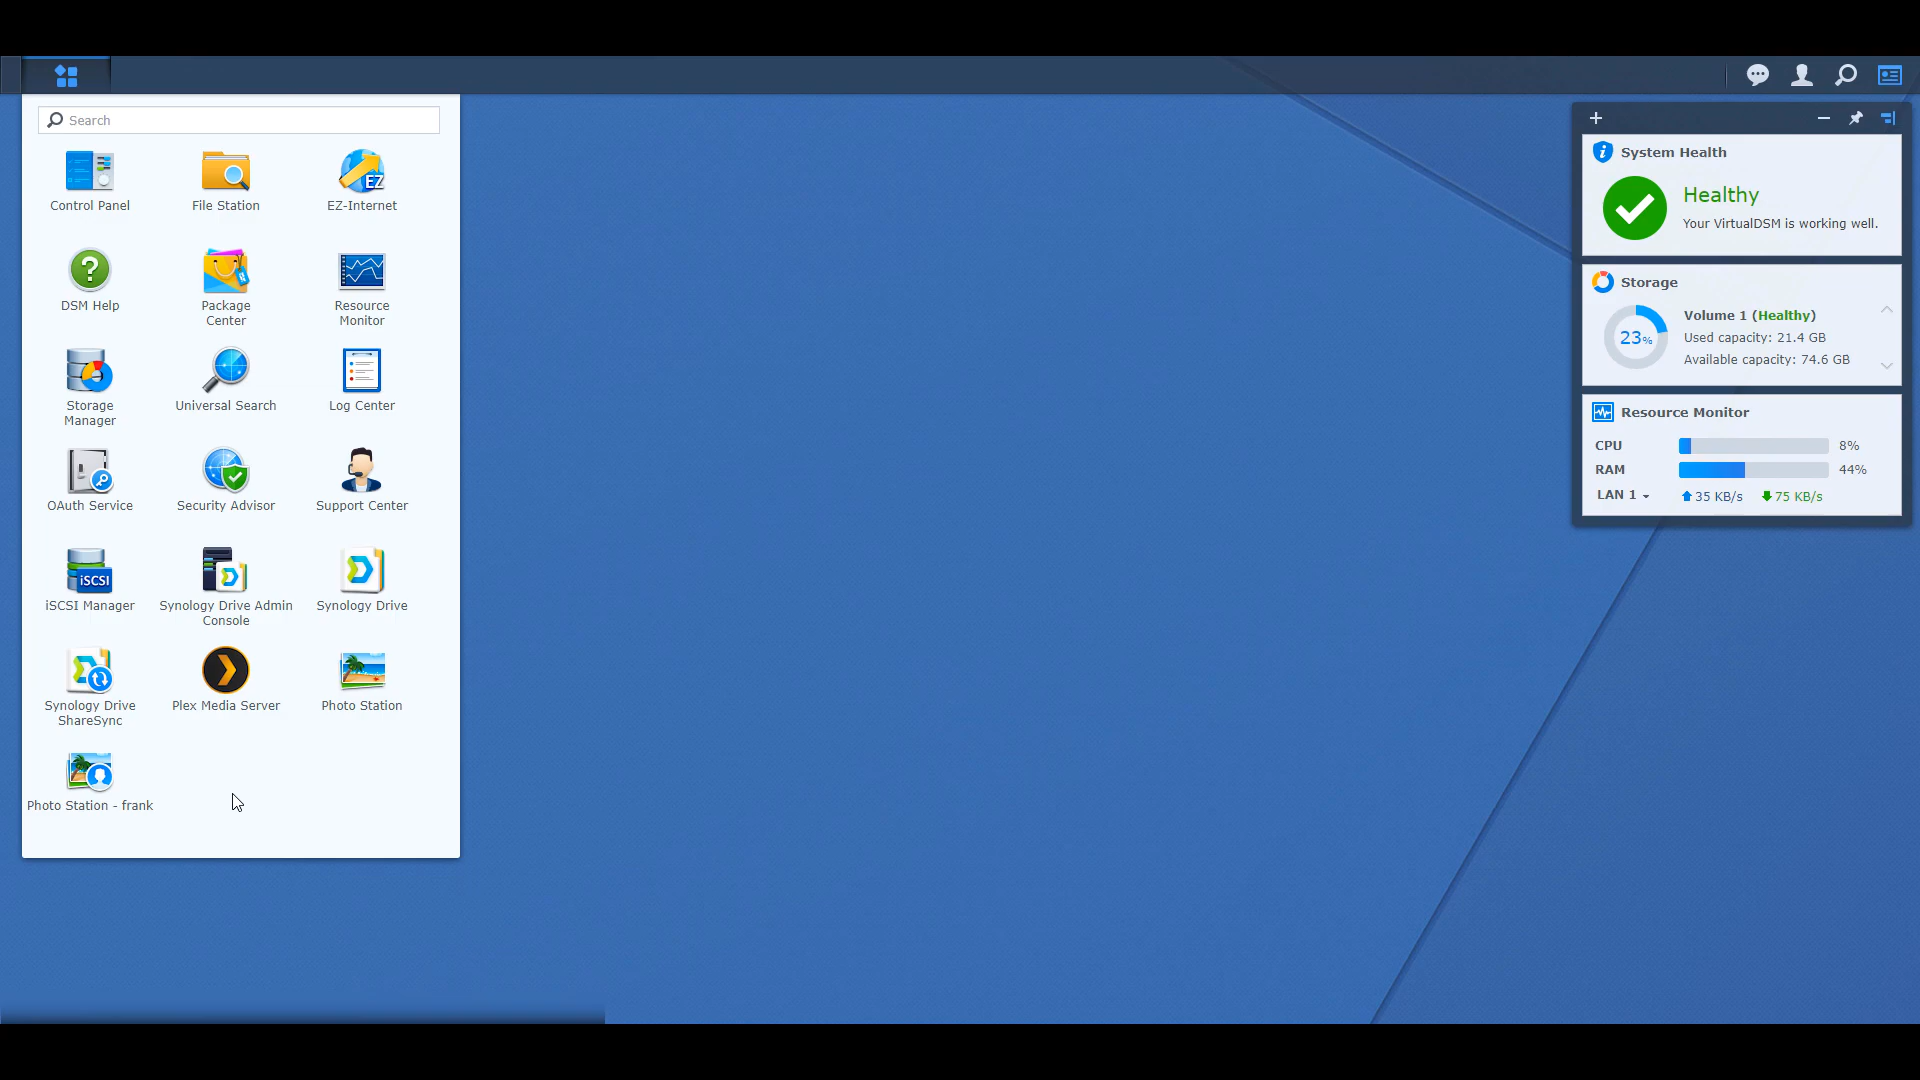 Search
Control Panel
File Station
EZ
EZ-Internet
?
DSM Help
Package
Center
Resource
Monitor
Storage
Manager
Universal Search
Log Center
OAuth Service
Security Advisor
Support Center
iSCSI
iSCSI Manager
Synology Drive Admin
Console
Synology Drive
Synology Drive
ShareSync
Plex Media Server
Photo Station
Photo Station - frank
System Health
Healthy
Your VirtualDSM is working well.
Storage
23%
Volume 1 (Healthy)
Used capacity: 21.4 GB
Available capacity: 74.6 GB
Resource Monitor
CPU 8%
RAM 44%
LAN 1 35 KB/s 75 KB/s